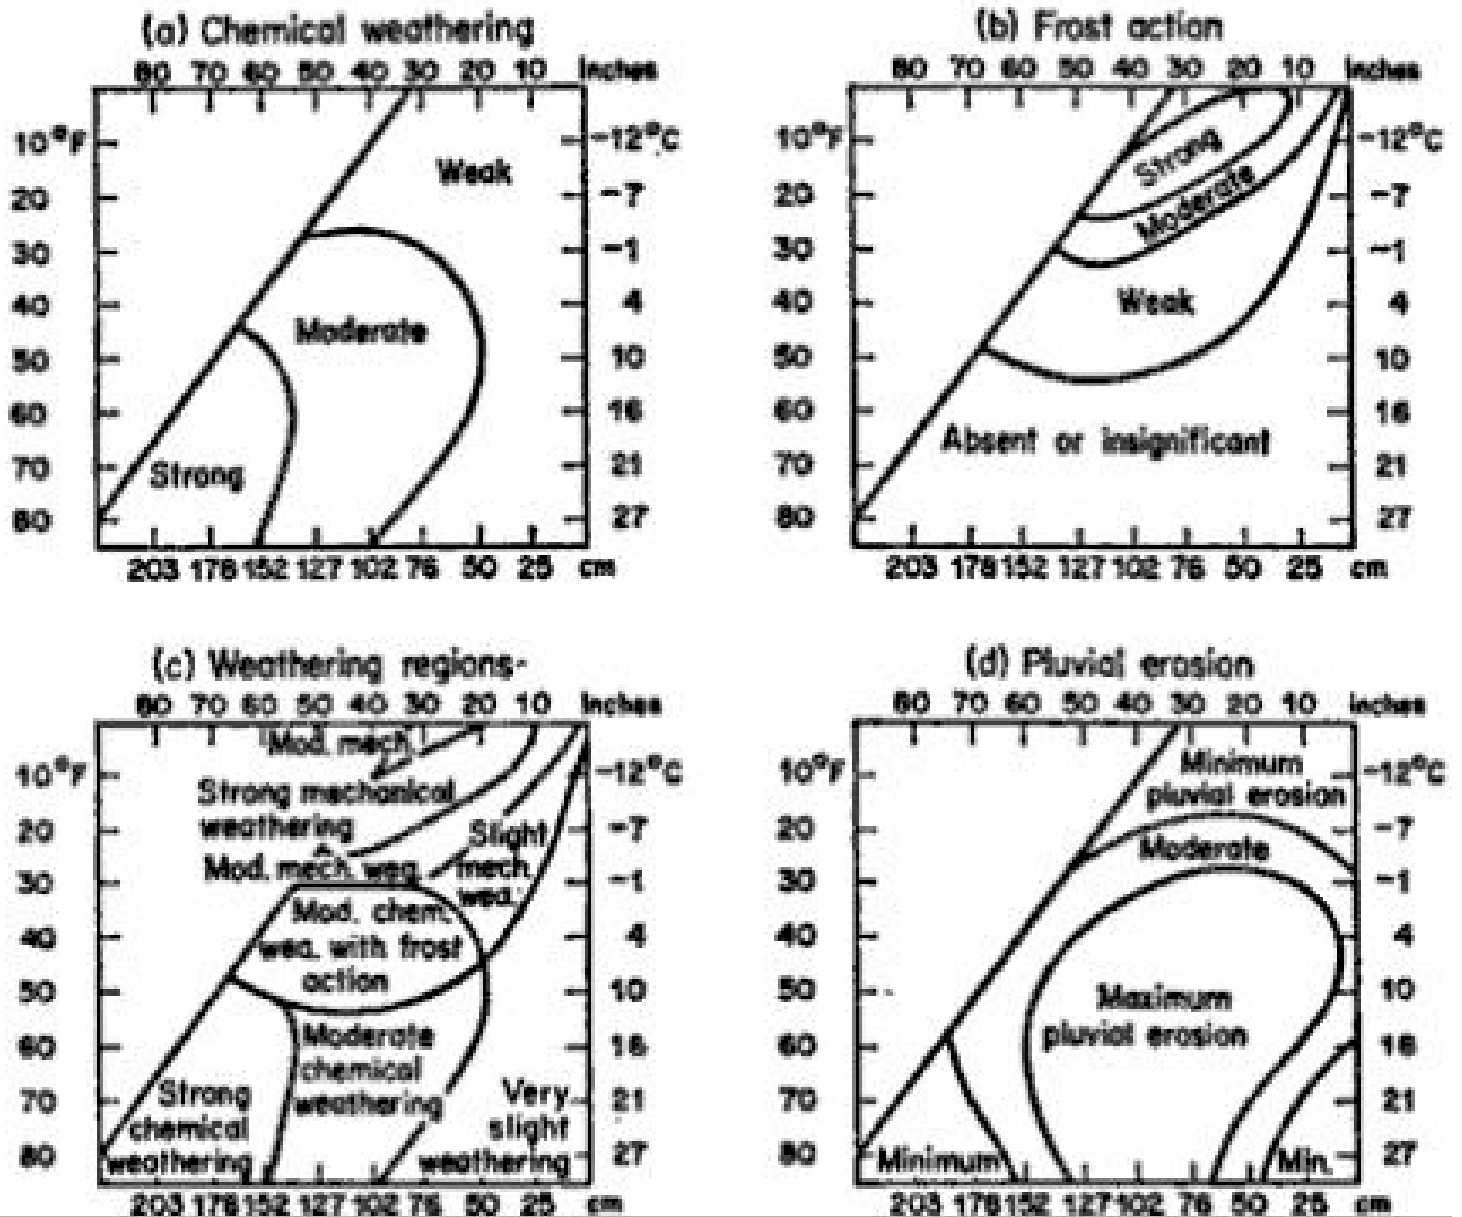 (a) Chemical weathering
80 70 60 50 40 30 20 10 inches
10°F
20
30
40
50
60
70
80
-12°C
-7
-1
4
10
16
21
27
Weak
Moderate
Strong
203 178 152 127 102 76 50 25 cm
(b) Frost action
80 70 60 50 40 30 20 10 inches
10°F
20
30
40
50
60
70
80
-12°C
-7
-1
4
10
16
21
27
Strong
Moderate
Weak
Absent or insignificant
203 178 152 127 102 76 50 25 cm
(c) Weathering regions
80 70 60 50 40 30 20 10 inches
10°F
20
30
40
50
60
70
80
-12°C
-7
-1
4
10
16
21
27
Mod. mech.
Strong mechanical
weathering
Mod. mech. wea.
Slight
mech.
wea.
Mod. chem.
wea. with frost
action
Moderate
chemical
weathering
Strong
chemical
weathering
Very
slight
weathering
203 178 152 127 102 76 50 25 cm
(d) Pluvial erosion
80 70 60 50 40 30 20 10 inches
10°F
20
30
40
50
60
70
80
-12°C
-7
-1
4
10
16
21
27
Minimum
pluvial erosion
Moderate
Maximum
pluvial erosion
Minimum
Min.
203 178 152 127 102 76 50 25 cm